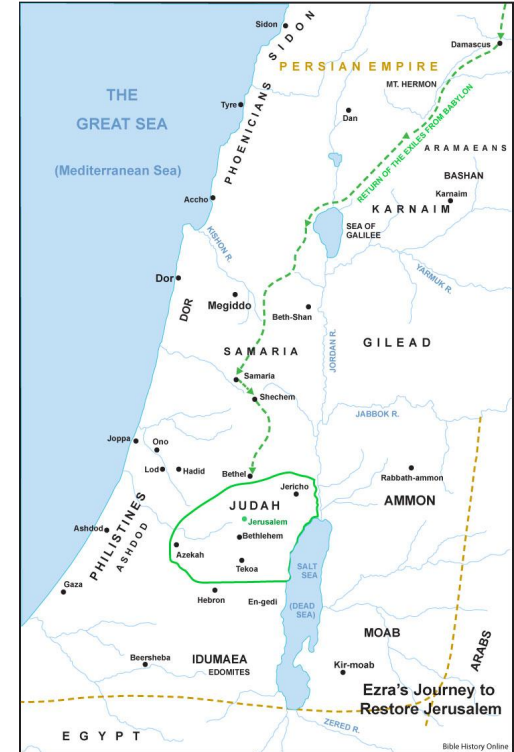 Sidon
SIDON
Damascus
PERSIAN EMPIRE
MT. HERMON
THE
GREAT SEA
(Mediterranean Sea)
Tyre
PHOENICIANS
Dan
RETURN OF THE EXILES FROM BABYLON
ARAMAEANS
BASHAN
Karnaim
KARNAIM
Accho
SEA OF
GALILEE
KISHON R.
YARMUK R.
Dor
DOR
Megiddo
Beth-Shan
JORDAN R.
GILEAD
SAMARIA
Samaria
Shechem
JABBOK R.
Joppa
Ono
Lod
Hadid
Bethel
Rabbath-ammon
Jericho
JUDAH
AMMON
Jerusalem
PHILISTINES
ASHDOD
Ashdod
Bethlehem
Azekah
Tekoa
SALT
SEA
(DEAD
SEA)
Gaza
Hebron
En-gedi
MOAB
ARABS
Beersheba
IDUMAEA
EDOMITES
Kir-moab
Ezra's Journey to
Restore Jerusalem
ZERED R.
EGYPT
Bible History Online